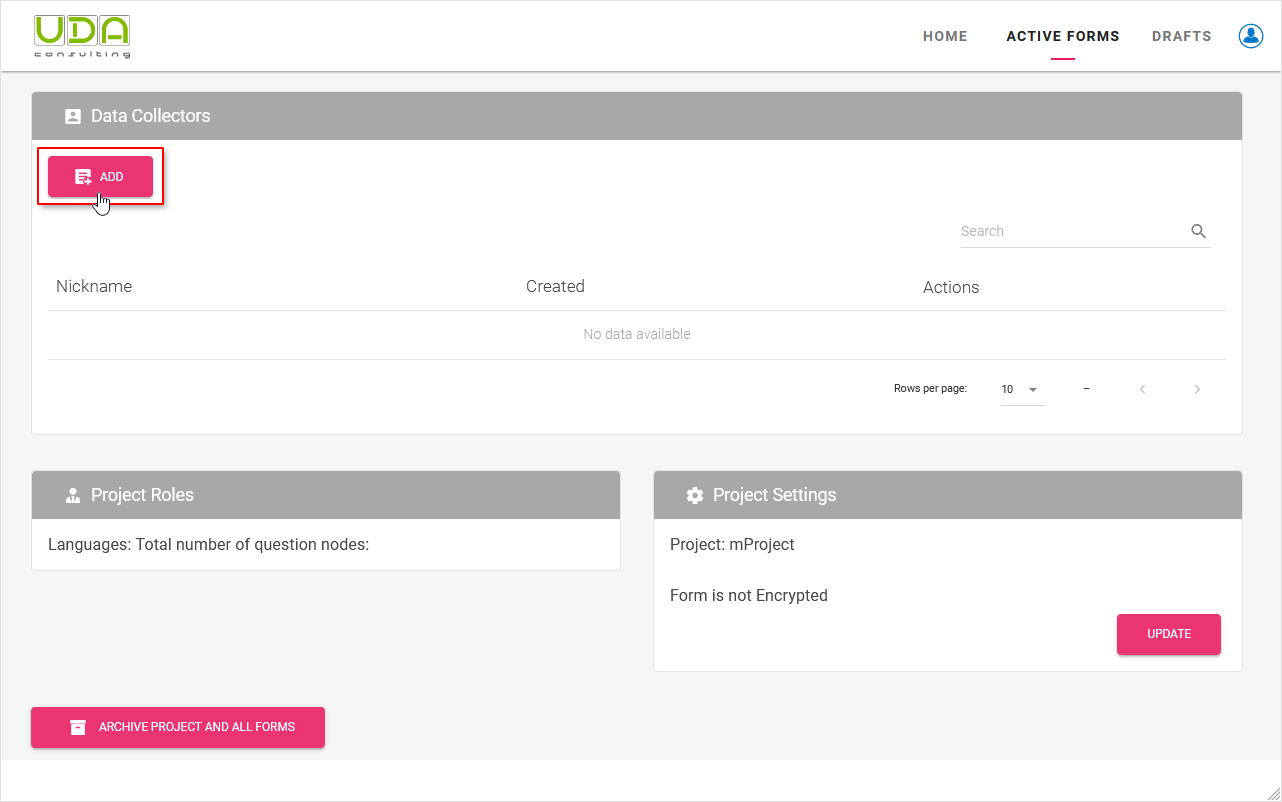 UDA
consulting
HOME
ACTIVE FORMS
DRAFTS
Data Collectors
ADD
Search
Nickname
Created
Actions
No data available
Rows per page:
10
–
Project Roles
Languages: Total number of question nodes:
Project Settings
Project: mProject
Form is not Encrypted
UPDATE
ARCHIVE PROJECT AND ALL FORMS